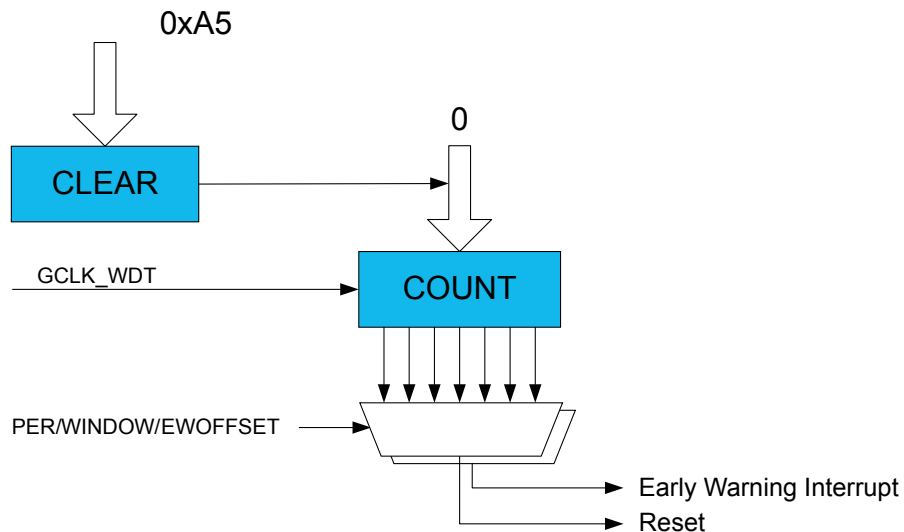 0xA5
0
CLEAR
GCLK_WDT
COUNT
PER/WINDOW/EWOFFSET
Early Warning Interrupt
Reset